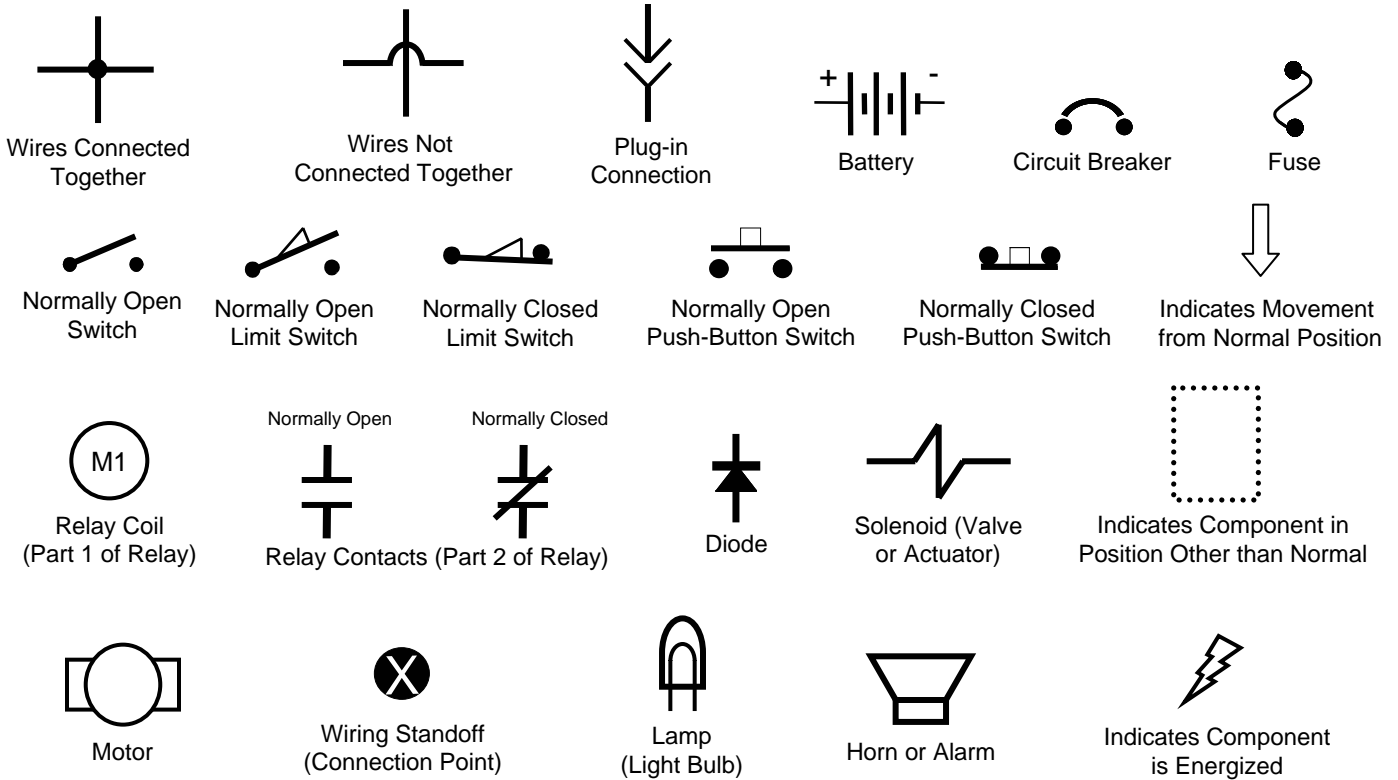 + -
Wires Connected
Together
Wires Not
Connected Together
Plug-in
Connection
Battery
Circuit Breaker
Fuse
Normally Open
Switch
Normally Open
Limit Switch
Normally Closed
Limit Switch
Normally Open
Push-Button Switch
Normally Closed
Push-Button Switch
Indicates Movement
from Normal Position
M1
Relay Coil
(Part 1 of Relay)
Normally Open
Normally Closed
Relay Contacts (Part 2 of Relay)
Diode
Solenoid (Valve
or Actuator)
Indicates Component in
Position Other than Normal
Motor
X
Wiring Standoff
(Connection Point)
Lamp
(Light Bulb)
Horn or Alarm
Indicates Component
is Energized